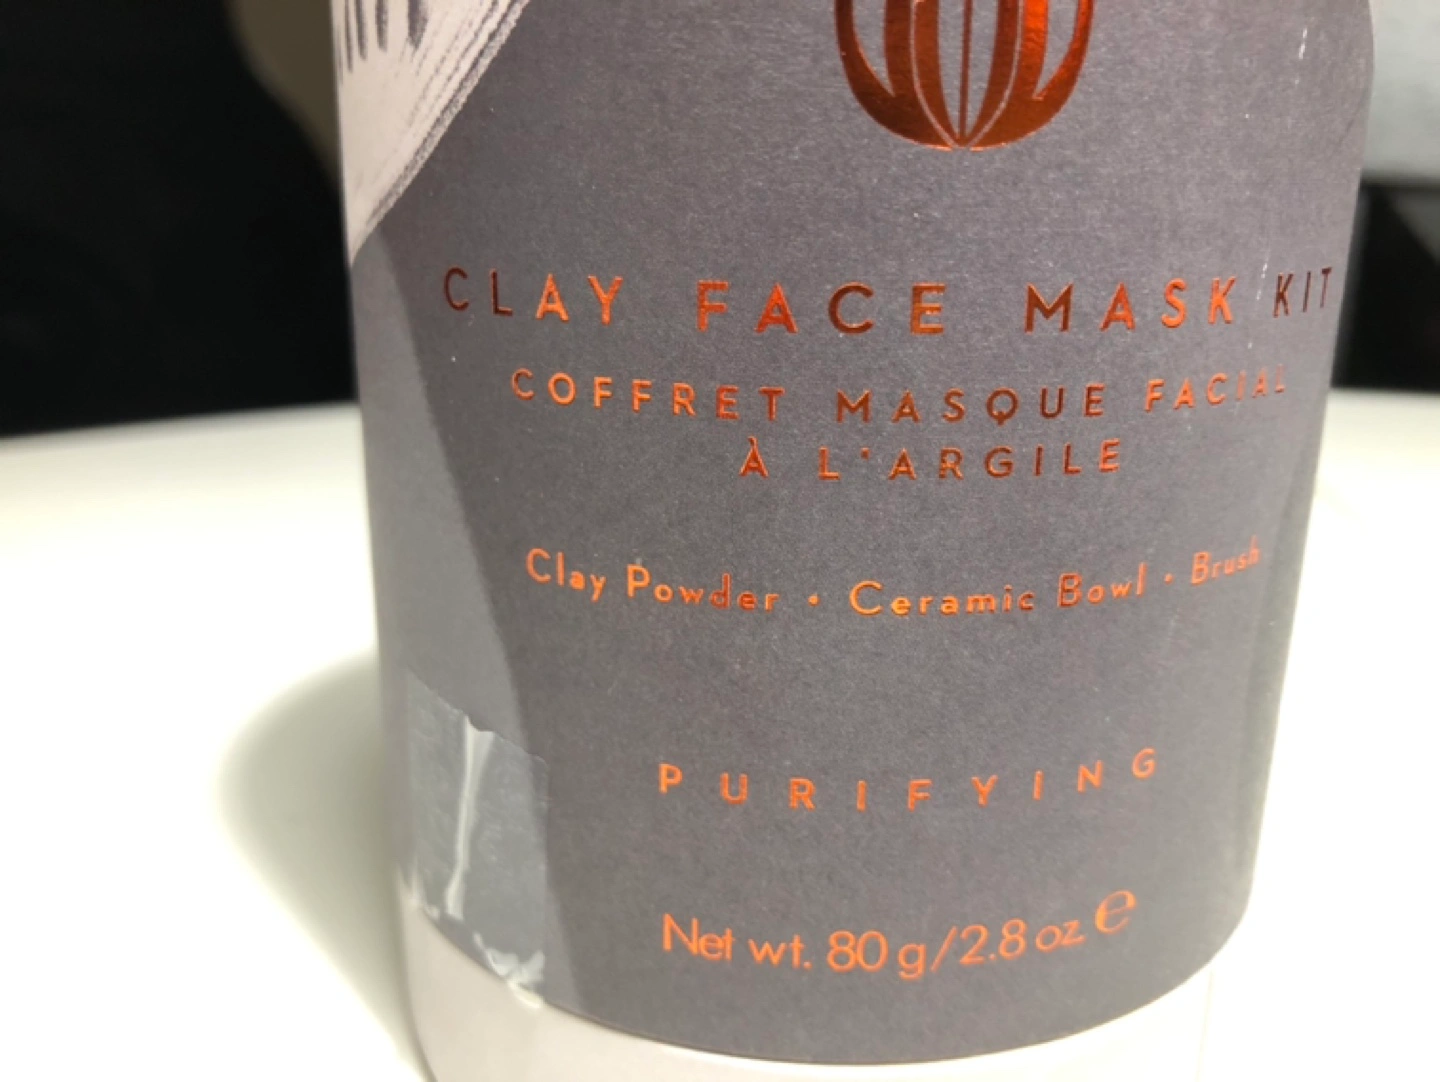 CLAY FACE MASK KIT
COFFRET MASQUE FACIAL
À L'ARGILE
Clay Powder • Ceramic Bowl • Brush
PURIFYING
Net wt. 80 g/2.8 oz ℮